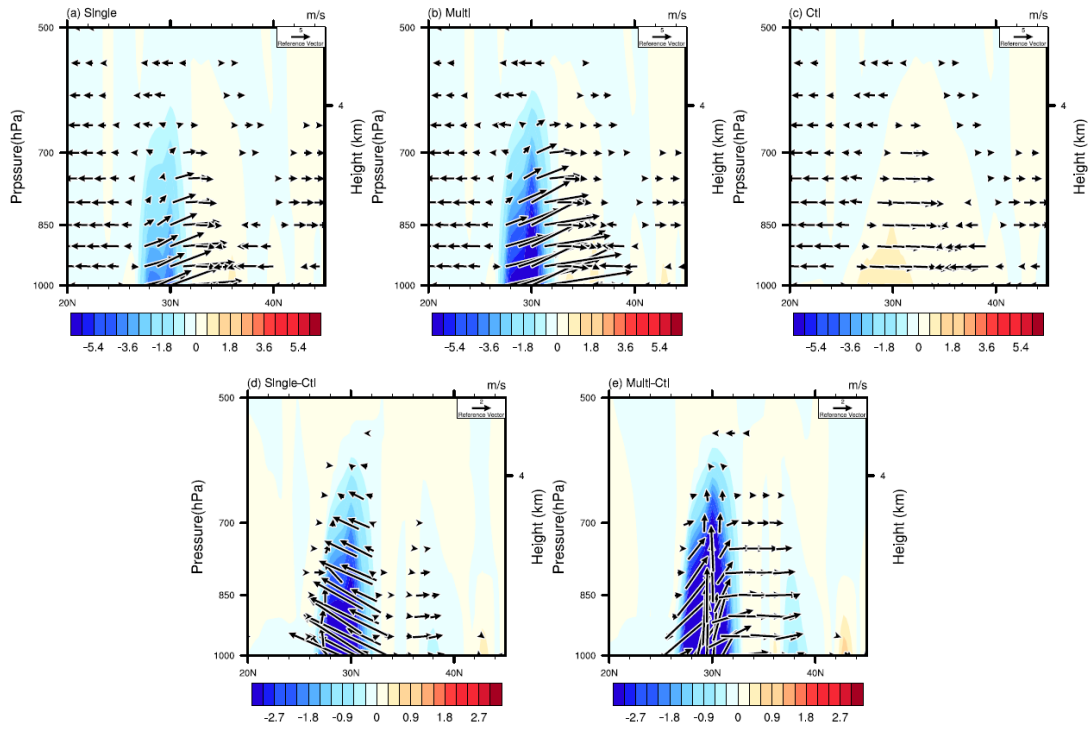 (a) SIngle m/s (b) MultI m/s (c) Ctl m/s
500 5 Reference Vector 500 5 Reference Vector 500 5 Reference Vector
4 4 4
Prpssure(hPa) Height (km) Prpssure(hPa) Height (km) Prpssure(hPa) Height (km)
700 700 700
850 850 850
1000 1000 1000
20N 30N 40N 20N 30N 40N 20N 30N 40N
-5.4 -3.6 -1.8 0 1.8 3.6 5.4 -5.4 -3.6 -1.8 0 1.8 3.6 5.4 -5.4 -3.6 -1.8 0 1.8 3.6 5.4
(d) SIngle-Ctl m/s (e) MultI-Ctl m/s
500 2 Reference Vector 500 2 Reference Vector
4 4
Pressure(hPa) Height (km) Pressure(hPa) Height (km)
700 700
850 850
1000 1000
20N 30N 40N 20N 30N 40N
-2.7 -1.8 -0.9 0 0.9 1.8 2.7 -2.7 -1.8 -0.9 0 0.9 1.8 2.7